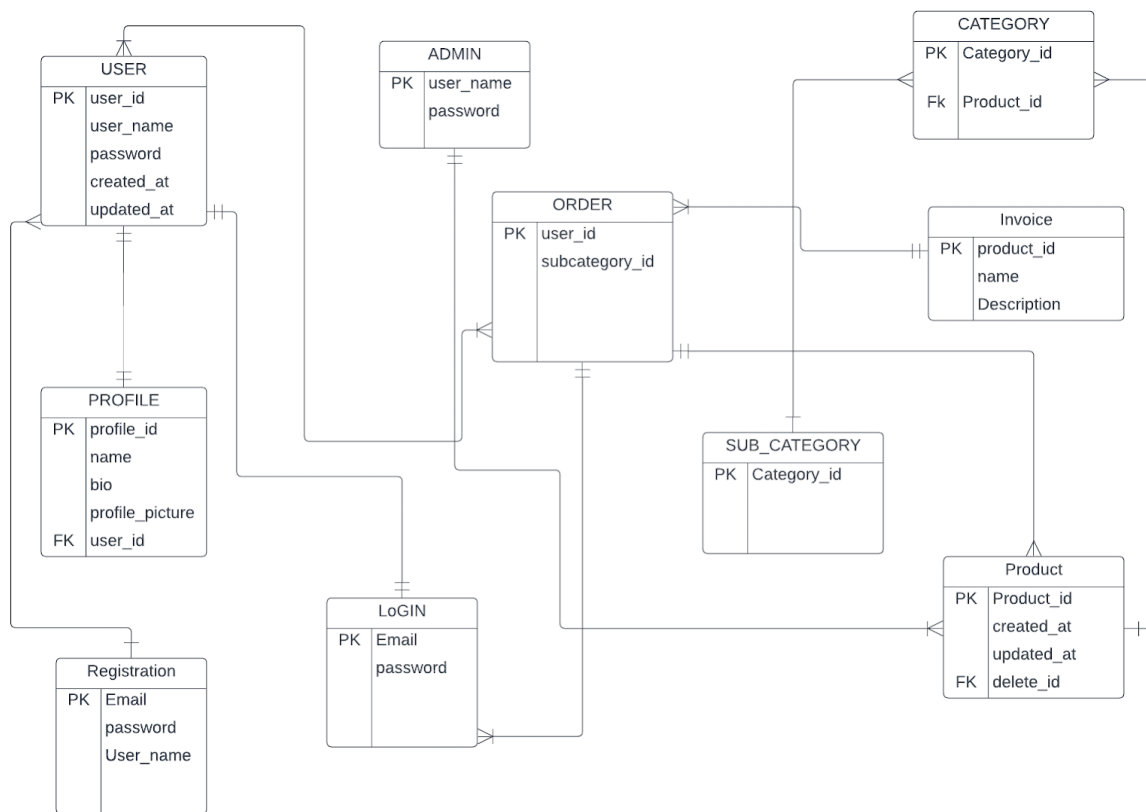 USER
PK user_id
user_name
password
created_at
updated_at
ADMIN
PK user_name
password
CATEGORY
PK Category_id
Fk Product_id
ORDER
PK user_id
subcategory_id
Invoice
PK product_id
name
Description
PROFILE
PK profile_id
name
bio
profile_picture
FK user_id
SUB_CATEGORY
PK Category_id
LoGIN
PK Email
password
Product
PK Product_id
created_at
updated_at
FK delete_id
Registration
PK Email
password
User_name